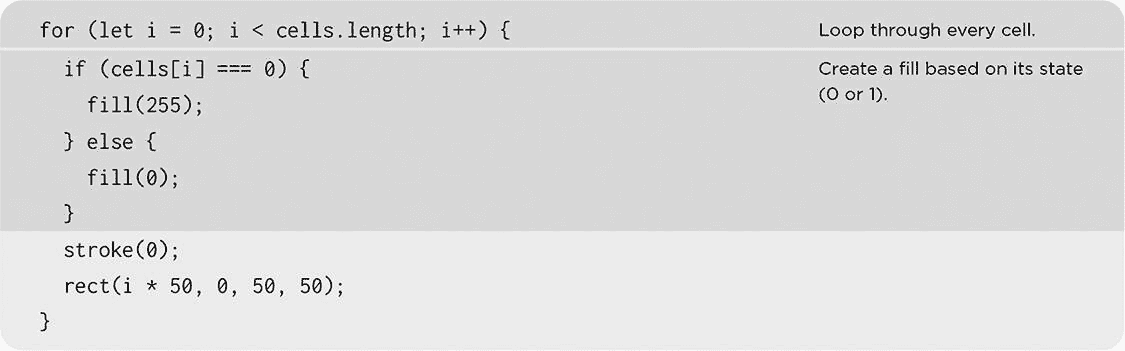 for (let i = 0; i < cells.length; i++) {
Loop through every cell.
if (cells[i] === 0) {
Create a fill based on its state
(0 or 1).
fill(255);
} else {
fill(0);
}
stroke(0);
rect(i * 50, 0, 50, 50);
}